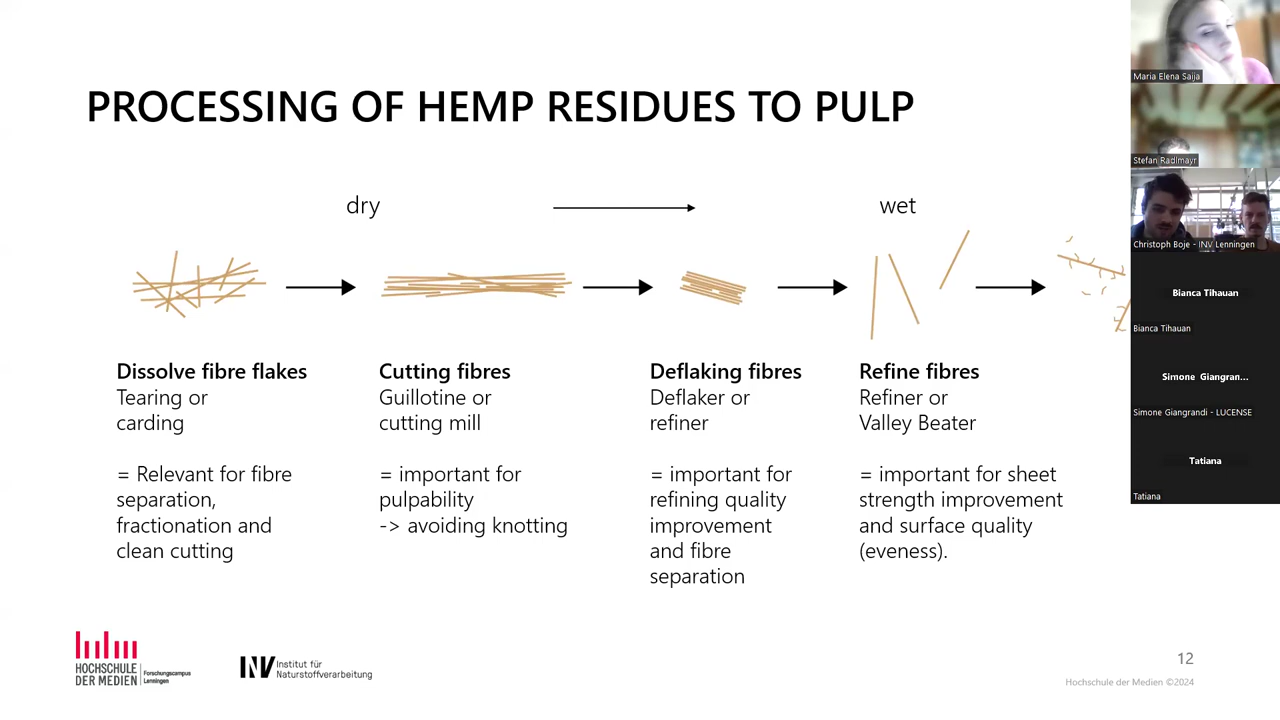 PROCESSING OF HEMP RESIDUES TO PULP
dry
wet
Dissolve fibre flakes
Tearing or
carding
= Relevant for fibre
separation,
fractionation and
clean cutting
Cutting fibres
Guillotine or
cutting mill
= important for
pulpability
-> avoiding knotting
Deflaking fibres
Deflaker or
refiner
= important for
refining quality
improvement
and fibre
separation
Refine fibres
Refiner or
Valley Beater
= important for sheet
strength improvement
and surface quality
(eveness).
HOCHSCHULE
DER MEDIEN
Forschungscampus
Lenningen
INV
Institut für
Naturstoffverarbeitung
12
Hochschule der Medien ©2024
Maria Elena Saija
Stefan Radlmayr
Christoph Boje - INV Lenningen
Bianca Tihauan
Bianca Tihauan
Simone Giangran...
Simone Giangrandi - LUCENSE
Tatiana
Tatiana